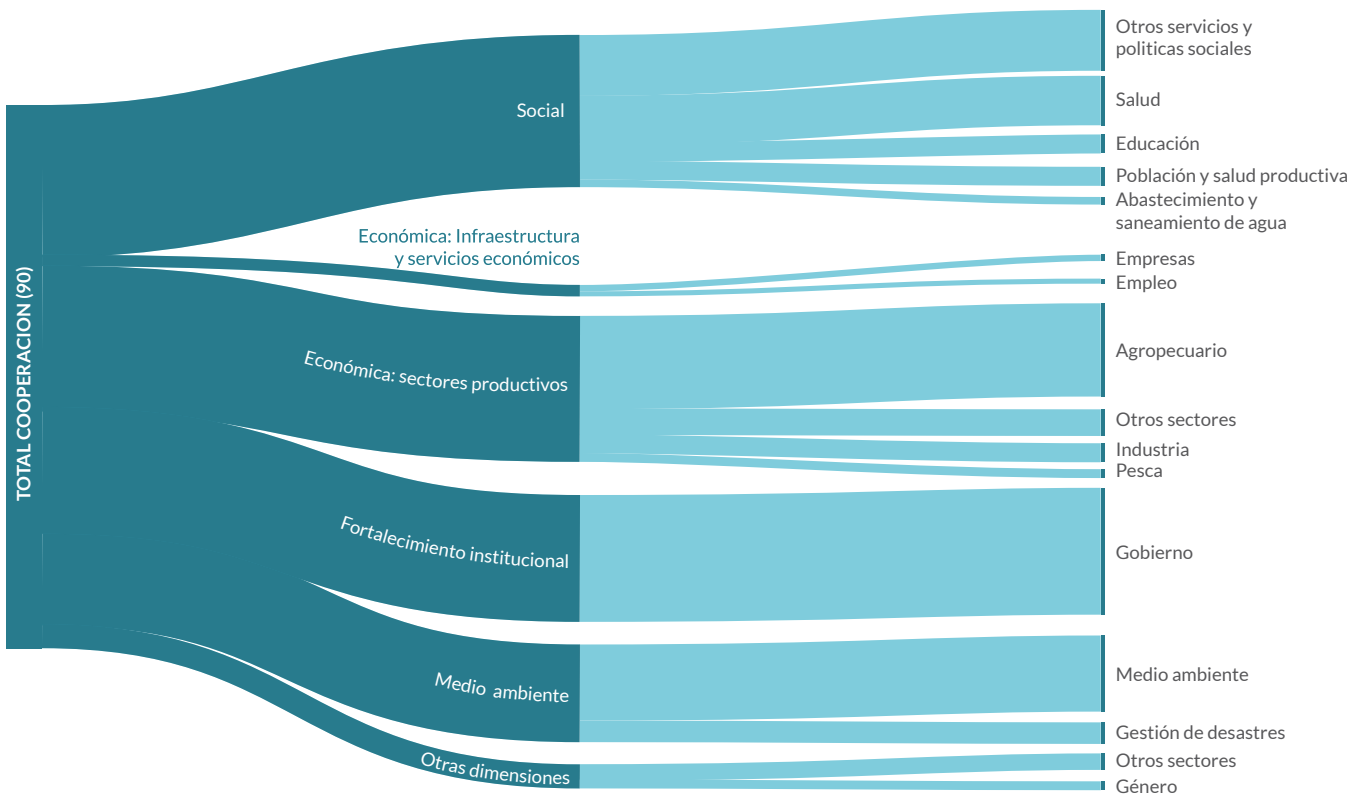 TOTAL COOPERACION (90)
Social
Económica: Infraestructura
y servicios económicos
Económica: sectores productivos
Fortalecimiento institucional
Medio ambiente
Otras dimensiones
Otros servicios y
politicas sociales
Salud
Educación
Población y salud productiva
Abastecimiento y
saneamiento de agua
Empresas
Empleo
Agropecuario
Otros sectores
Industria
Pesca
Gobierno
Medio ambiente
Gestión de desastres
Otros sectores
Género